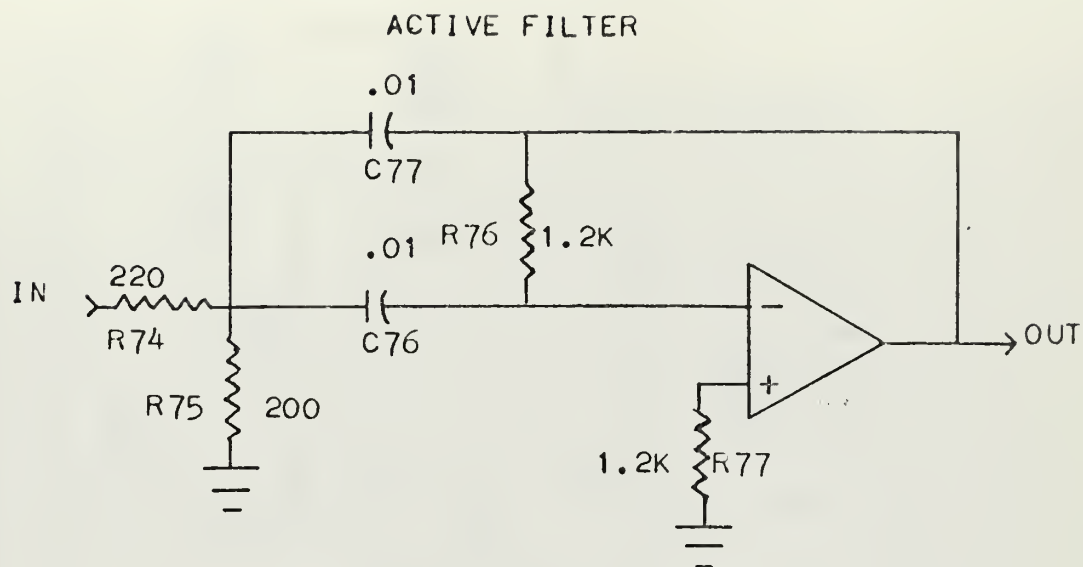 ACTIVE FILTER
.01
C77
R76 1.2K
.01
IN
220
R74
C76
-
OUT
R75 200
+
1.2K R77